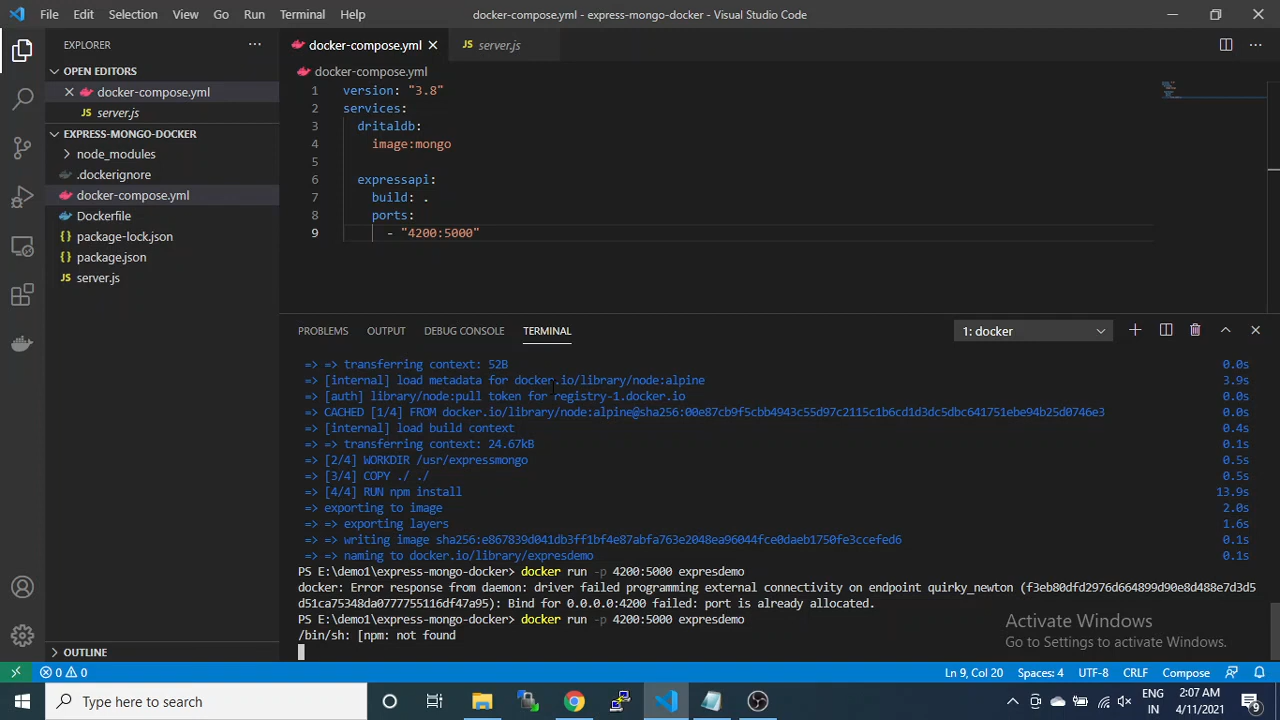 File Edit Selection View Go Run Terminal Help
docker-compose.yml - express-mongo-docker - Visual Studio Code
EXPLORER
OPEN EDITORS
docker-compose.yml
server.js
EXPRESS-MONGO-DOCKER
node_modules
.dockerignore
docker-compose.yml
Dockerfile
package-lock.json
package.json
server.js
OUTLINE
docker-compose.yml server.js
docker-compose.yml
1 version: "3.8"
2 services:
3 dritaldb:
4 image:mongo
5
6 expressapi:
7 build: .
8 ports:
9 - "4200:5000"
PROBLEMS OUTPUT DEBUG CONSOLE TERMINAL 1: docker
=> => transferring context: 52B 0.0s
=> [internal] load metadata for docker.io/library/node:alpine 3.9s
=> [auth] library/node:pull token for registry-1.docker.io 0.0s
=> CACHED [1/4] FROM docker.io/library/node:alpine@sha256:00e87cb9f5cbb4943c55d97c2115c1b6cd1d3dc5dbc641751ebe94b25d0746e3 0.0s
=> [internal] load build context 0.4s
=> => transferring context: 24.67kB 0.1s
=> [2/4] WORKDIR /usr/expressmongo 0.5s
=> [3/4] COPY ./ ./ 0.5s
=> [4/4] RUN npm install 13.9s
=> exporting to image 2.0s
=> => exporting layers 1.6s
=> => writing image sha256:e867839d041db3ff1bf4e87abfa763e2048ea96044fce0daeb1750fe3ccefed6 0.1s
=> => naming to docker.io/library/expresdemo 0.1s
PS E:\demo1\express-mongo-docker> docker run -p 4200:5000 expresdemo
docker: Error response from daemon: driver failed programming external connectivity on endpoint quirky_newton (f3eb80dfd2976d664899d90e8d488e7d3d5
d51ca75348da0777755116df47a95): Bind for 0.0.0.0:4200 failed: port is already allocated.
PS E:\demo1\express-mongo-docker> docker run -p 4200:5000 expresdemo
/bin/sh: [npm: not found
Activate Windows
Go to Settings to activate Windows.
0 0 Ln 9, Col 20 Spaces: 4 UTF-8 CRLF Compose
Type here to search
ENG
IN
2:07 AM
4/11/2021
9